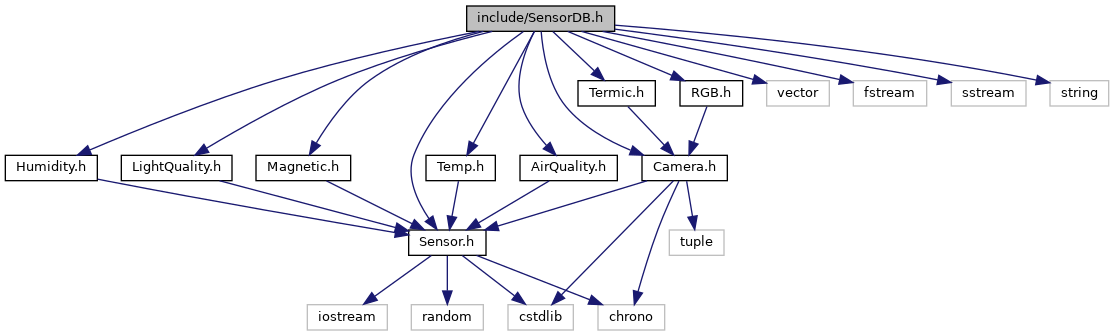 include/SensorDB.h
Termic.h
RGB.h
vector
fstream
sstream
string
Humidity.h
LightQuality.h
Magnetic.h
Temp.h
AirQuality.h
Camera.h
Sensor.h
tuple
iostream
random
cstdlib
chrono